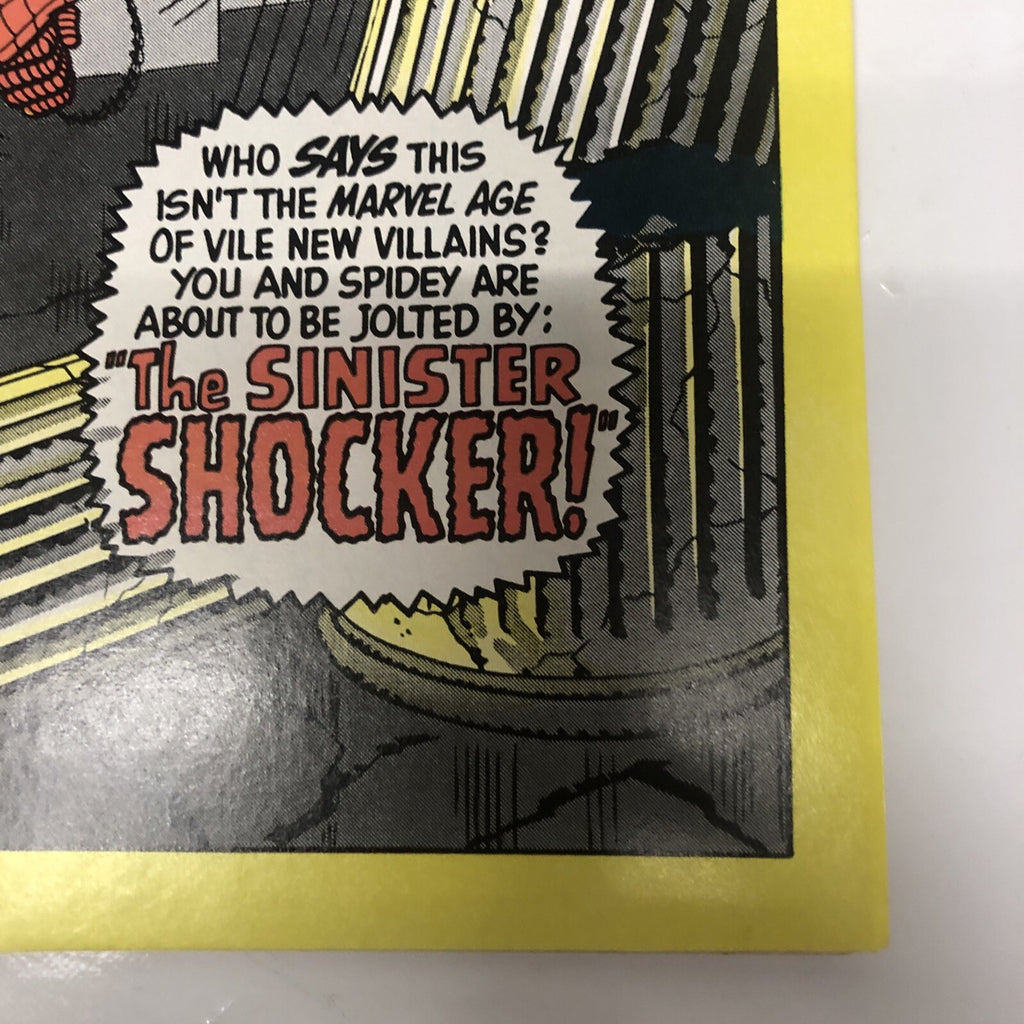 WHO SAYS THIS
ISN'T THE MARVEL AGE
OF VILE NEW VILLAINS?
YOU AND SPIDEY ARE
ABOUT TO BE JOLTED BY:
"The SINISTER
SHOCKER!"